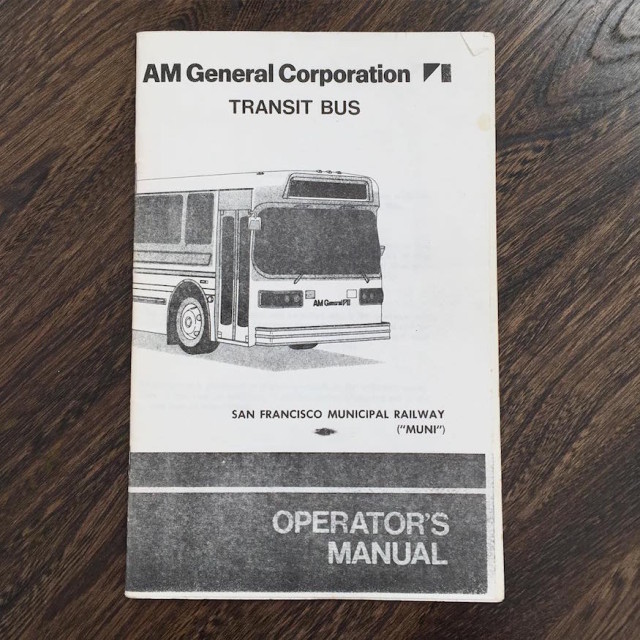 AM General Corporation
TRANSIT BUS
AM General
SAN FRANCISCO MUNICIPAL RAILWAY
("MUNI")
OPERATOR'S
MANUAL